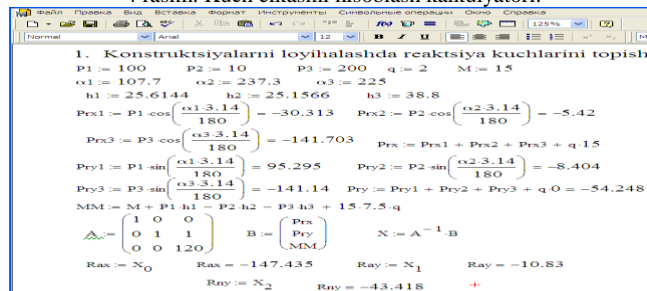 Файл Правка Вид Вставка Формат Инструменты Символьные операции Окно Справка
125%
Normal Arial 12 B I U
1. Konstruktsiyalarni loyihalashda reaktsiya kuchlarini topish
P1 := 100 P2 := 10 P3 := 200 q := 2 M := 15
α1 := 107.7 α2 := 237.3 α3 := 225
h1 := 25.6144 h2 := 25.1566 h3 := 38.8
Prx1 := P1·cos(α1·3.14/180) = −30.313 Prx2 := P2·cos(α2·3.14/180) = −5.42
Prx3 := P3·cos(α3·3.14/180) = −141.703 Prx := Prx1 + Prx2 + Prx3 + q·15
Pry1 := P1·sin(α1·3.14/180) = 95.295 Pry2 := P2·sin(α2·3.14/180) = −8.404
Pry3 := P3·sin(α3·3.14/180) = −141.14 Pry := Pry1 + Pry2 + Pry3 + q·0 = −54.248
MM := M + P1·h1 − P2·h2 − P3·h3 + 15·7.5·q
A := (1 0 0; 0 1 1; 0 0 120) B := (Prx; Pry; MM) X := A⁻¹·B
Rax := X₀ Rax = −147.435 Ray := X₁ Ray = −10.83
Rny := X₂ Rny = −43.418